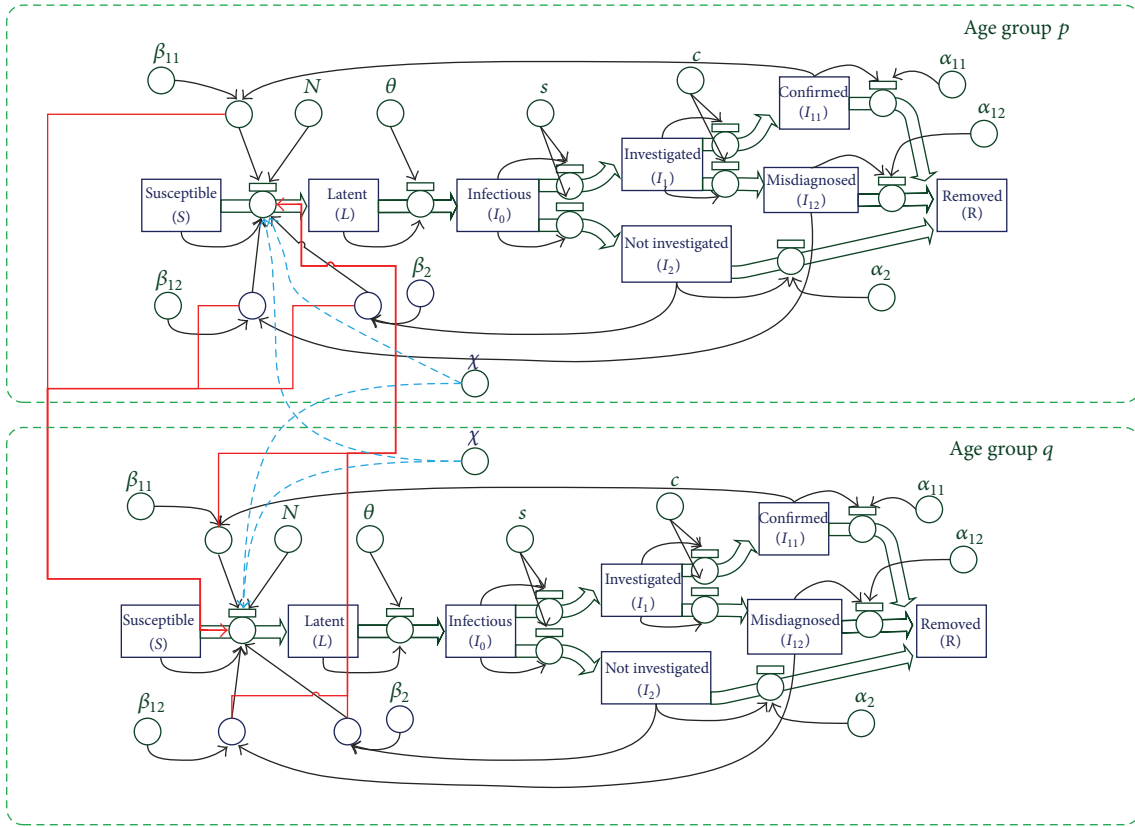 Age group p
β11
N
θ
s
c
α11
α12
Susceptible
(S)
Latent
(L)
Infectious
(I0)
Investigated
(I1)
Confirmed
(I11)
Misdiagnosed
(I12)
Not investigated
(I2)
Removed
(R)
β12
β2
α2
χ
Age group q
χ
β11
N
θ
s
c
α11
α12
Susceptible
(S)
Latent
(L)
Infectious
(I0)
Investigated
(I1)
Confirmed
(I11)
Misdiagnosed
(I12)
Not investigated
(I2)
Removed
(R)
β12
β2
α2